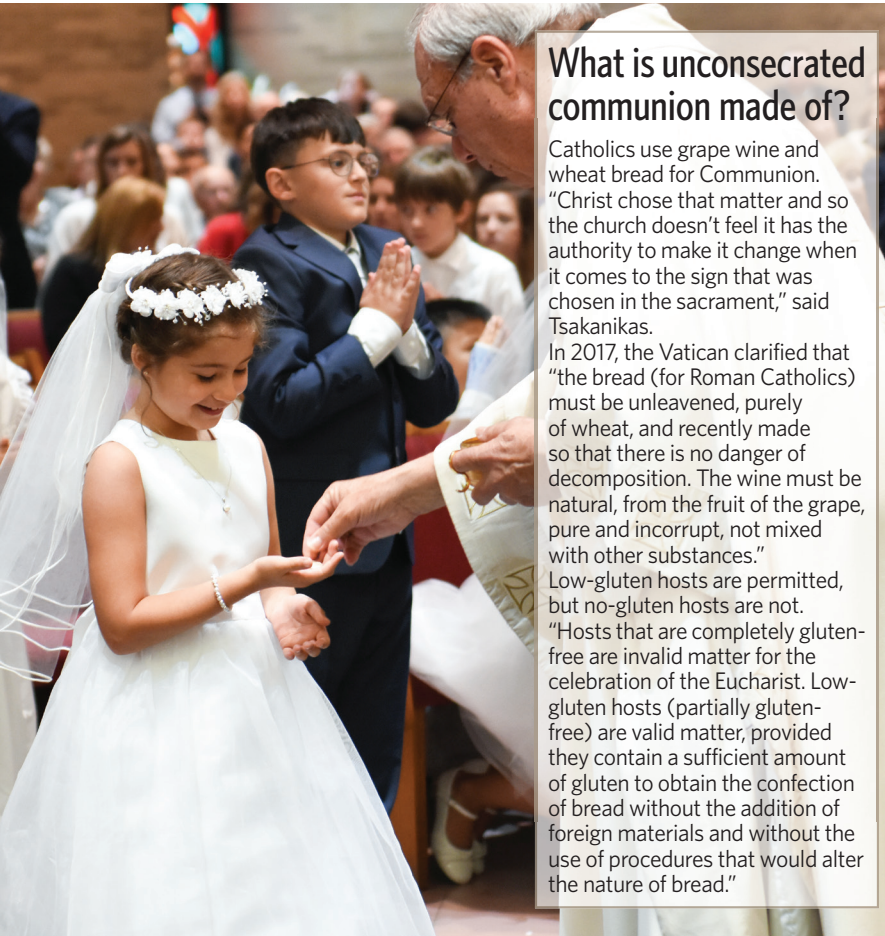 What is unconsecrated
communion made of?
Catholics use grape wine and
wheat bread for Communion.
“Christ chose that matter and so
the church doesn’t feel it has the
authority to make it change when
it comes to the sign that was
chosen in the sacrament,” said
Tsakanikas.
In 2017, the Vatican clarified that
“the bread (for Roman Catholics)
must be unleavened, purely
of wheat, and recently made
so that there is no danger of
decomposition. The wine must be
natural, from the fruit of the grape,
pure and incorrupt, not mixed
with other substances.”
Low-gluten hosts are permitted,
but no-gluten hosts are not.
“Hosts that are completely gluten-
free are invalid matter for the
celebration of the Eucharist. Low-
gluten hosts (partially gluten-
free) are valid matter, provided
they contain a sufficient amount
of gluten to obtain the confection
of bread without the addition of
foreign materials and without the
use of procedures that would alter
the nature of bread.”